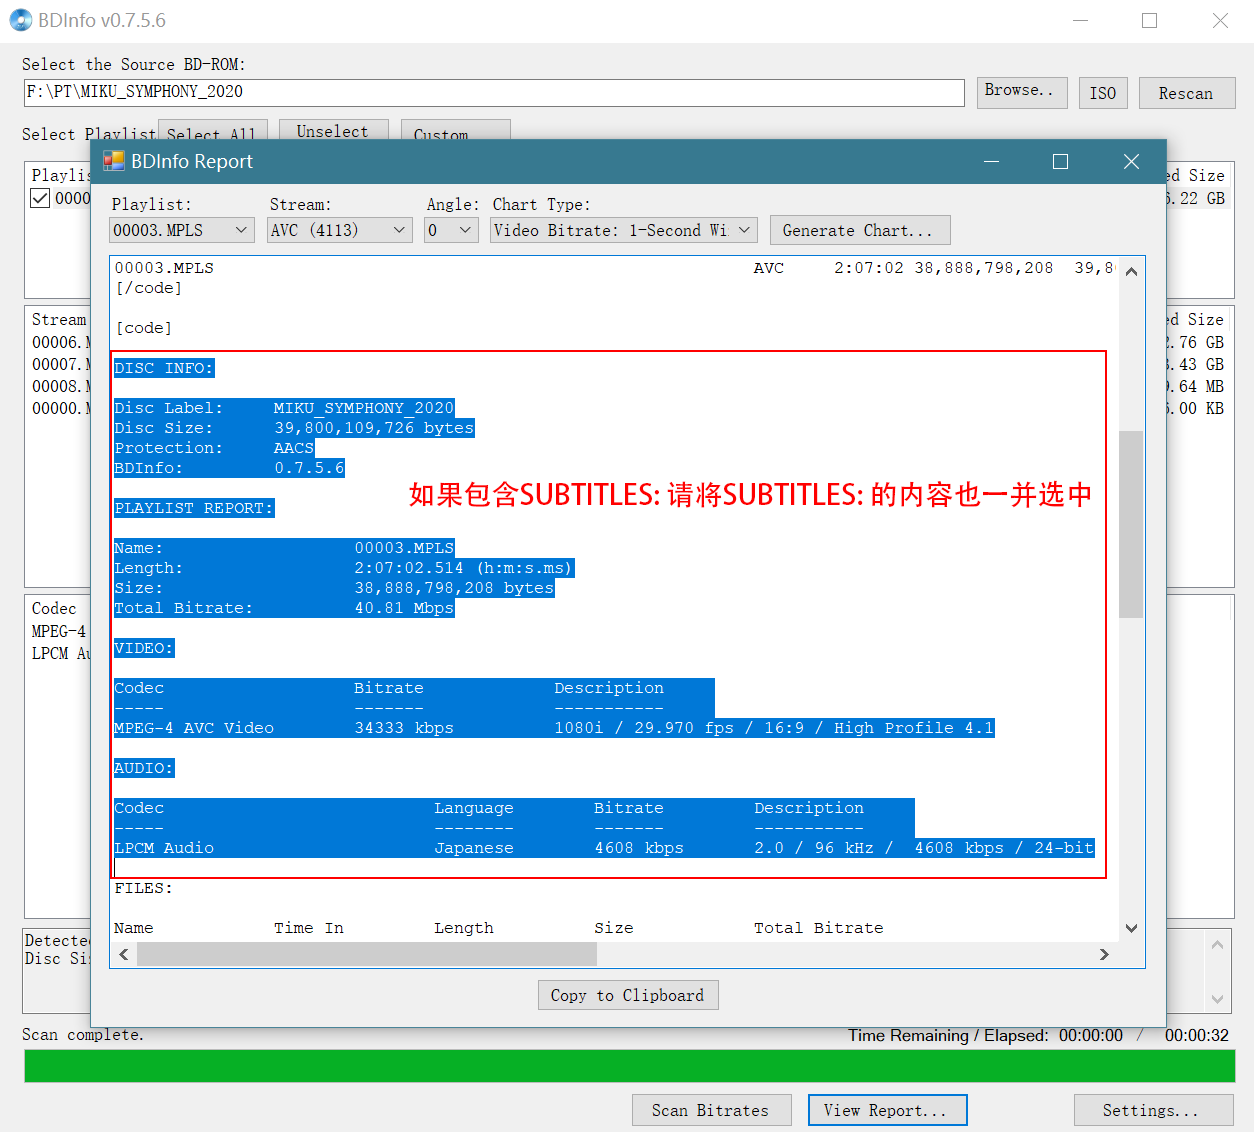 BDInfo v0.7.5.6
Select the Source BD-ROM:
F:\PT\MIKU_SYMPHONY_2020
Browse..
ISO
Rescan
Select Playlist
Select All
Unselect
Custom
BDInfo Report
Playlist:
Stream:
Angle:
Chart Type:
00003.MPLS
AVC (4113)
0
Video Bitrate: 1-Second Wi
Generate Chart...
00003.MPLS AVC 2:07:02 38,888,798,208 39,8
[/code]
[code]
DISC INFO:
Disc Label: MIKU_SYMPHONY_2020
Disc Size: 39,800,109,726 bytes
Protection: AACS
BDInfo: 0.7.5.6
如果包含SUBTITLES: 请将SUBTITLES: 的内容也一并选中
PLAYLIST REPORT:
Name: 00003.MPLS
Length: 2:07:02.514 (h:m:s.ms)
Size: 38,888,798,208 bytes
Total Bitrate: 40.81 Mbps
VIDEO:
Codec Bitrate Description
----- ------- -----------
MPEG-4 AVC Video 34333 kbps 1080i / 29.970 fps / 16:9 / High Profile 4.1
AUDIO:
Codec Language Bitrate Description
----- -------- ------- -----------
LPCM Audio Japanese 4608 kbps 2.0 / 96 kHz / 4608 kbps / 24-bit
FILES:
Name Time In Length Size Total Bitrate
Copy to Clipboard
Playlis
0000
ed Size
6.22 GB
Stream
00006.M
00007.M
00008.M
00000.M
ed Size
2.76 GB
3.43 GB
9.64 MB
6.00 KB
Codec
MPEG-4
LPCM Au
Detected
Disc Siz
Scan complete.
Time Remaining / Elapsed: 00:00:00 / 00:00:32
Scan Bitrates
View Report...
Settings...